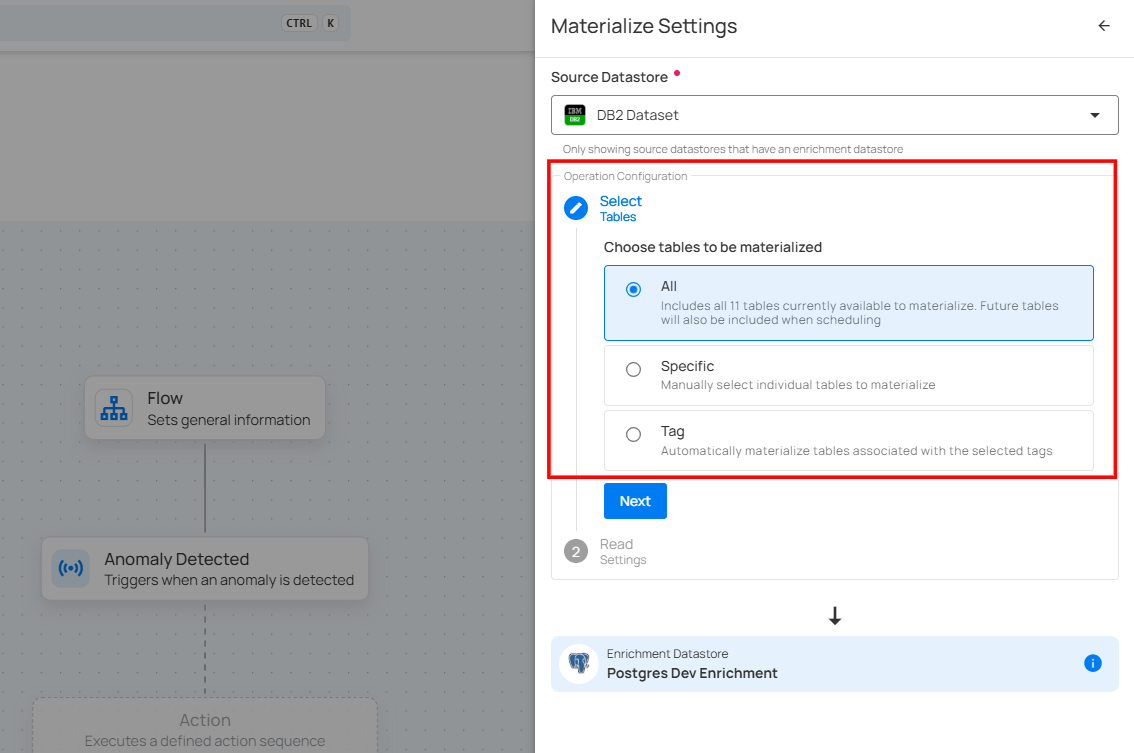 CTRL K
Flow
Sets general information
Anomaly Detected
Triggers when an anomaly is detected
Action
Executes a defined action sequence
Materialize Settings
Source Datastore
IBM
DB2
DB2 Dataset
Only showing source datastores that have an enrichment datastore
Operation Configuration
Select
Tables
Choose tables to be materialized
All
Includes all 11 tables currently available to materialize. Future tables
will also be included when scheduling
Specific
Manually select individual tables to materialize
Tag
Automatically materialize tables associated with the selected tags
Next
2 Read
Settings
Enrichment Datastore
Postgres Dev Enrichment